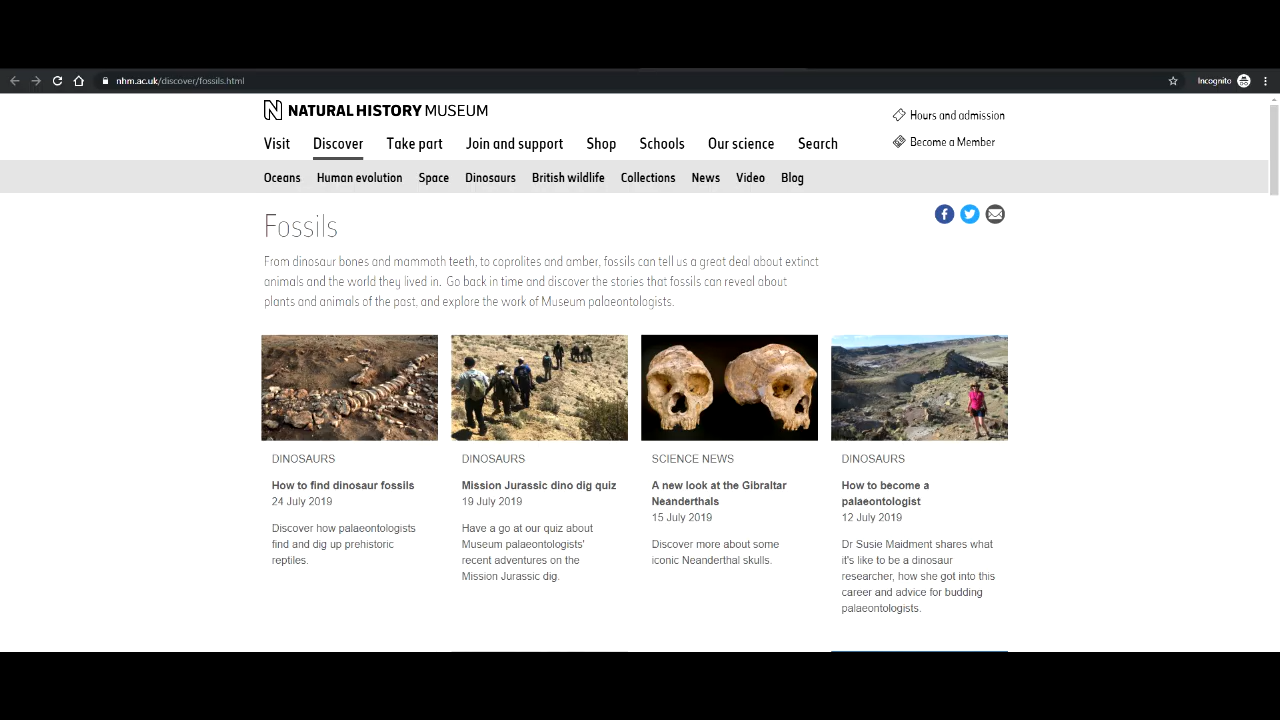 nhm.ac.uk/discover/fossils.html
Incognito
NATURAL HISTORY MUSEUM
Hours and admission
Become a Member
Visit Discover Take part Join and support Shop Schools Our science Search
Oceans Human evolution Space Dinosaurs British wildlife Collections News Video Blog
Fossils
From dinosaur bones and mammoth teeth, to coprolites and amber, fossils can tell us a great deal about extinct
animals and the world they lived in. Go back in time and discover the stories that fossils can reveal about
plants and animals of the past, and explore the work of Museum palaeontologists.
DINOSAURS
How to find dinosaur fossils
24 July 2019
Discover how palaeontologists
find and dig up prehistoric
reptiles.
DINOSAURS
Mission Jurassic dino dig quiz
19 July 2019
Have a go at our quiz about
Museum palaeontologists'
recent adventures on the
Mission Jurassic dig.
SCIENCE NEWS
A new look at the Gibraltar
Neanderthals
15 July 2019
Discover more about some
iconic Neanderthal skulls.
DINOSAURS
How to become a
palaeontologist
12 July 2019
Dr Susie Maidment shares what
it's like to be a dinosaur
researcher, how she got into this
career and advice for budding
palaeontologists.